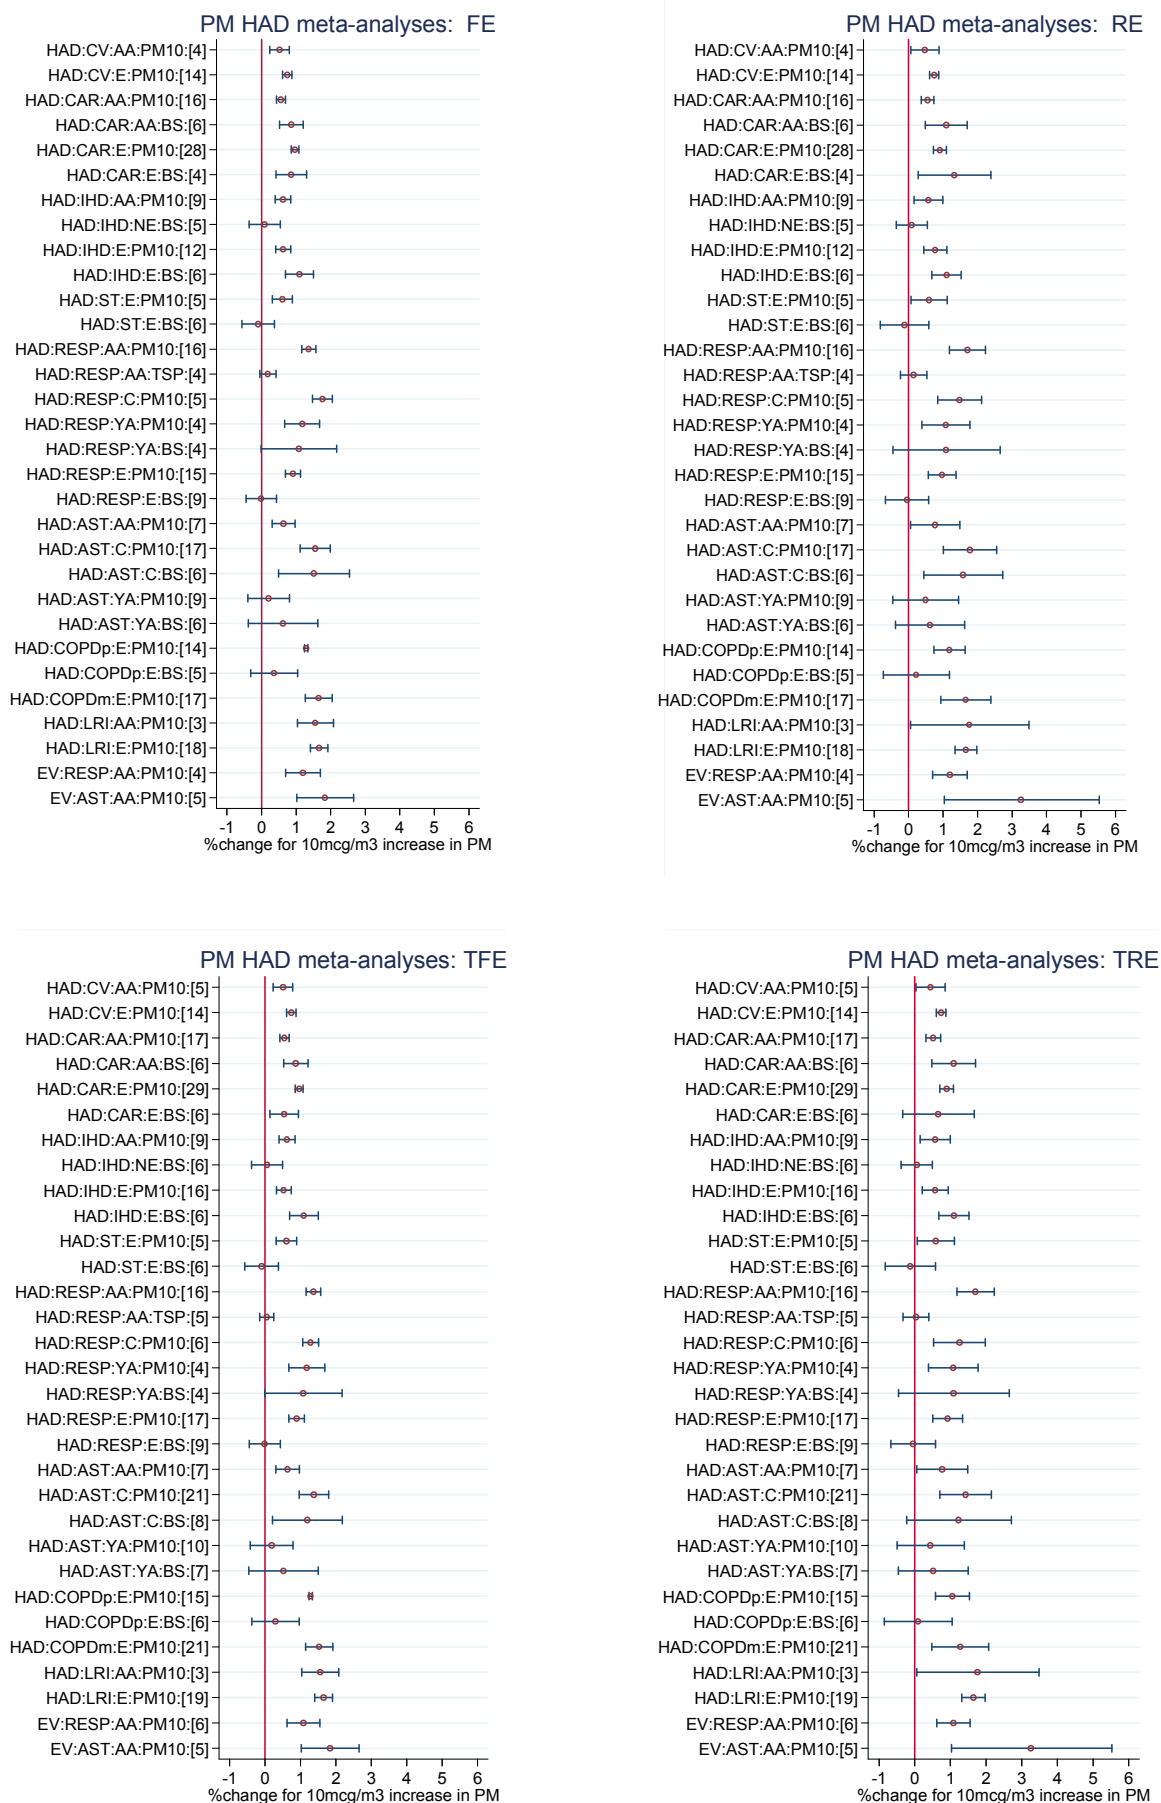 PM HAD meta-analyses: FE
HAD:CV:AA:PM10:[4]
HAD:CV:E:PM10:[14]
HAD:CAR:AA:PM10:[16]
HAD:CAR:AA:BS:[6]
HAD:CAR:E:PM10:[28]
HAD:CAR:E:BS:[4]
HAD:IHD:AA:PM10:[9]
HAD:IHD:NE:BS:[5]
HAD:IHD:E:PM10:[12]
HAD:IHD:E:BS:[6]
HAD:ST:E:PM10:[5]
HAD:ST:E:BS:[6]
HAD:RESP:AA:PM10:[16]
HAD:RESP:AA:TSP:[4]
HAD:RESP:C:PM10:[5]
HAD:RESP:YA:PM10:[4]
HAD:RESP:YA:BS:[4]
HAD:RESP:E:PM10:[15]
HAD:RESP:E:BS:[9]
HAD:AST:AA:PM10:[7]
HAD:AST:C:PM10:[17]
HAD:AST:C:BS:[6]
HAD:AST:YA:PM10:[9]
HAD:AST:YA:BS:[6]
HAD:COPDp:E:PM10:[14]
HAD:COPDp:E:BS:[5]
HAD:COPDm:E:PM10:[17]
HAD:LRI:AA:PM10:[3]
HAD:LRI:E:PM10:[18]
EV:RESP:AA:PM10:[4]
EV:AST:AA:PM10:[5]
-1 0 1 2 3 4 5 6
%change for 10mcg/m3 increase in PM
PM HAD meta-analyses: RE
HAD:CV:AA:PM10:[4]
HAD:CV:E:PM10:[14]
HAD:CAR:AA:PM10:[16]
HAD:CAR:AA:BS:[6]
HAD:CAR:E:PM10:[28]
HAD:CAR:E:BS:[4]
HAD:IHD:AA:PM10:[9]
HAD:IHD:NE:BS:[5]
HAD:IHD:E:PM10:[12]
HAD:IHD:E:BS:[6]
HAD:ST:E:PM10:[5]
HAD:ST:E:BS:[6]
HAD:RESP:AA:PM10:[16]
HAD:RESP:AA:TSP:[4]
HAD:RESP:C:PM10:[5]
HAD:RESP:YA:PM10:[4]
HAD:RESP:YA:BS:[4]
HAD:RESP:E:PM10:[15]
HAD:RESP:E:BS:[9]
HAD:AST:AA:PM10:[7]
HAD:AST:C:PM10:[17]
HAD:AST:C:BS:[6]
HAD:AST:YA:PM10:[9]
HAD:AST:YA:BS:[6]
HAD:COPDp:E:PM10:[14]
HAD:COPDp:E:BS:[5]
HAD:COPDm:E:PM10:[17]
HAD:LRI:AA:PM10:[3]
HAD:LRI:E:PM10:[18]
EV:RESP:AA:PM10:[4]
EV:AST:AA:PM10:[5]
-1 0 1 2 3 4 5 6
%change for 10mcg/m3 increase in PM
PM HAD meta-analyses: TFE
HAD:CV:AA:PM10:[5]
HAD:CV:E:PM10:[14]
HAD:CAR:AA:PM10:[17]
HAD:CAR:AA:BS:[6]
HAD:CAR:E:PM10:[29]
HAD:CAR:E:BS:[6]
HAD:IHD:AA:PM10:[9]
HAD:IHD:NE:BS:[6]
HAD:IHD:E:PM10:[16]
HAD:IHD:E:BS:[6]
HAD:ST:E:PM10:[5]
HAD:ST:E:BS:[6]
HAD:RESP:AA:PM10:[16]
HAD:RESP:AA:TSP:[5]
HAD:RESP:C:PM10:[6]
HAD:RESP:YA:PM10:[4]
HAD:RESP:YA:BS:[4]
HAD:RESP:E:PM10:[17]
HAD:RESP:E:BS:[9]
HAD:AST:AA:PM10:[7]
HAD:AST:C:PM10:[21]
HAD:AST:C:BS:[8]
HAD:AST:YA:PM10:[10]
HAD:AST:YA:BS:[7]
HAD:COPDp:E:PM10:[15]
HAD:COPDp:E:BS:[6]
HAD:COPDm:E:PM10:[21]
HAD:LRI:AA:PM10:[3]
HAD:LRI:E:PM10:[19]
EV:RESP:AA:PM10:[6]
EV:AST:AA:PM10:[5]
-1 0 1 2 3 4 5 6
%change for 10mcg/m3 increase in PM
PM HAD meta-analyses: TRE
HAD:CV:AA:PM10:[5]
HAD:CV:E:PM10:[14]
HAD:CAR:AA:PM10:[17]
HAD:CAR:AA:BS:[6]
HAD:CAR:E:PM10:[29]
HAD:CAR:E:BS:[6]
HAD:IHD:AA:PM10:[9]
HAD:IHD:NE:BS:[6]
HAD:IHD:E:PM10:[16]
HAD:IHD:E:BS:[6]
HAD:ST:E:PM10:[5]
HAD:ST:E:BS:[6]
HAD:RESP:AA:PM10:[16]
HAD:RESP:AA:TSP:[5]
HAD:RESP:C:PM10:[6]
HAD:RESP:YA:PM10:[4]
HAD:RESP:YA:BS:[4]
HAD:RESP:E:PM10:[17]
HAD:RESP:E:BS:[9]
HAD:AST:AA:PM10:[7]
HAD:AST:C:PM10:[21]
HAD:AST:C:BS:[8]
HAD:AST:YA:PM10:[10]
HAD:AST:YA:BS:[7]
HAD:COPDp:E:PM10:[15]
HAD:COPDp:E:BS:[6]
HAD:COPDm:E:PM10:[21]
HAD:LRI:AA:PM10:[3]
HAD:LRI:E:PM10:[19]
EV:RESP:AA:PM10:[6]
EV:AST:AA:PM10:[5]
-1 0 1 2 3 4 5 6
%change for 10mcg/m3 increase in PM